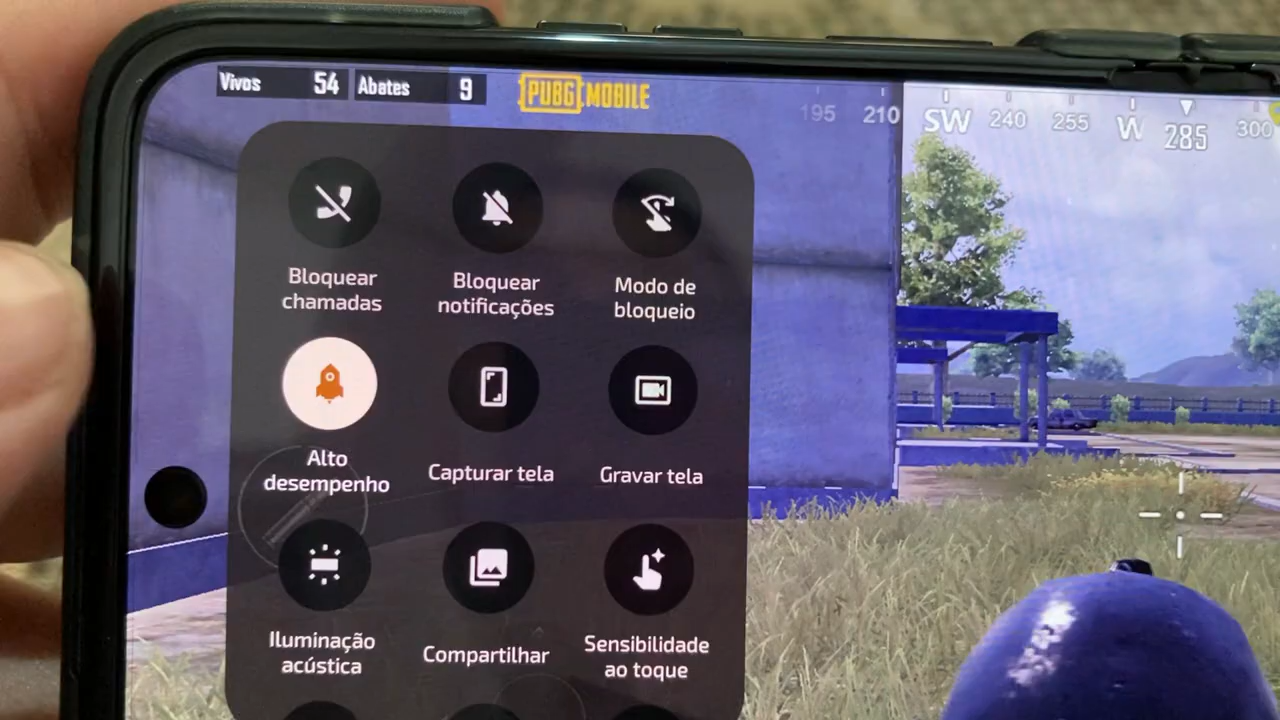 Vivos 54 Abates 9 PUBG MOBILE
195 210 SW 240 255 W 285 300
Bloquear
chamadas
Bloquear
notificações
Modo de
bloqueio
Alto
desempenho
Capturar tela
Gravar tela
Iluminação
acústica
Compartilhar
Sensibilidade
ao toque